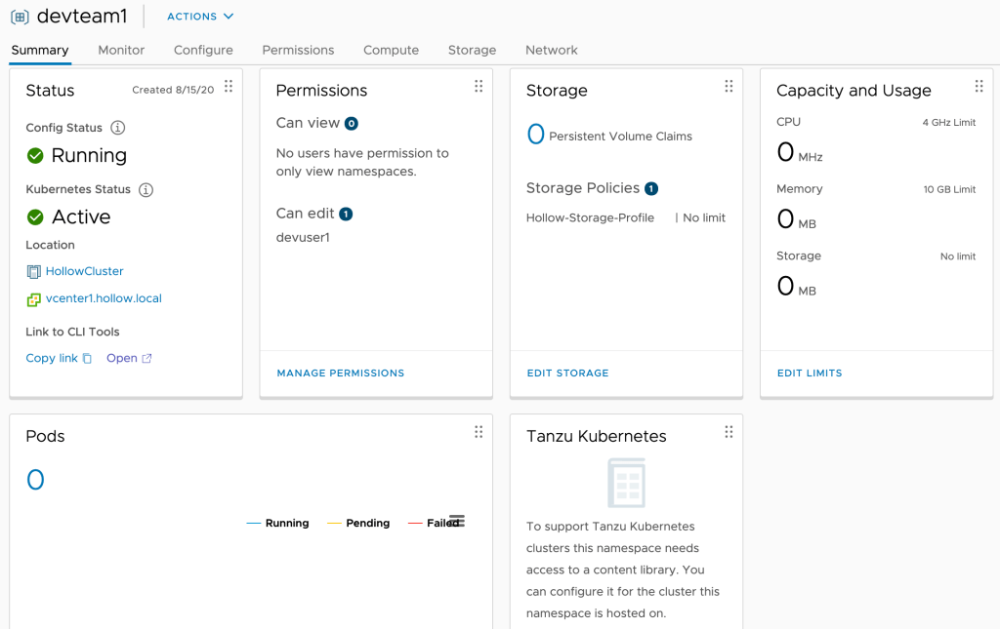 devteam1
ACTIONS
Summary Monitor Configure Permissions Compute Storage Network
Status
Created 8/15/20
Config Status
Running
Kubernetes Status
Active
Location
HollowCluster
vcenter1.hollow.local
Link to CLI Tools
Copy link Open
Permissions
Can view 0
No users have permission to
only view namespaces.
Can edit 1
devuser1
MANAGE PERMISSIONS
Storage
0 Persistent Volume Claims
Storage Policies 1
Hollow-Storage-Profile | No limit
EDIT STORAGE
Capacity and Usage
CPU 4 GHz Limit
0 MHz
Memory 10 GB Limit
0 MB
Storage No limit
0 MB
EDIT LIMITS
Pods
0
Running Pending Failed
Tanzu Kubernetes
To support Tanzu Kubernetes
clusters this namespace needs
access to a content library. You
can configure it for the cluster this
namespace is hosted on.